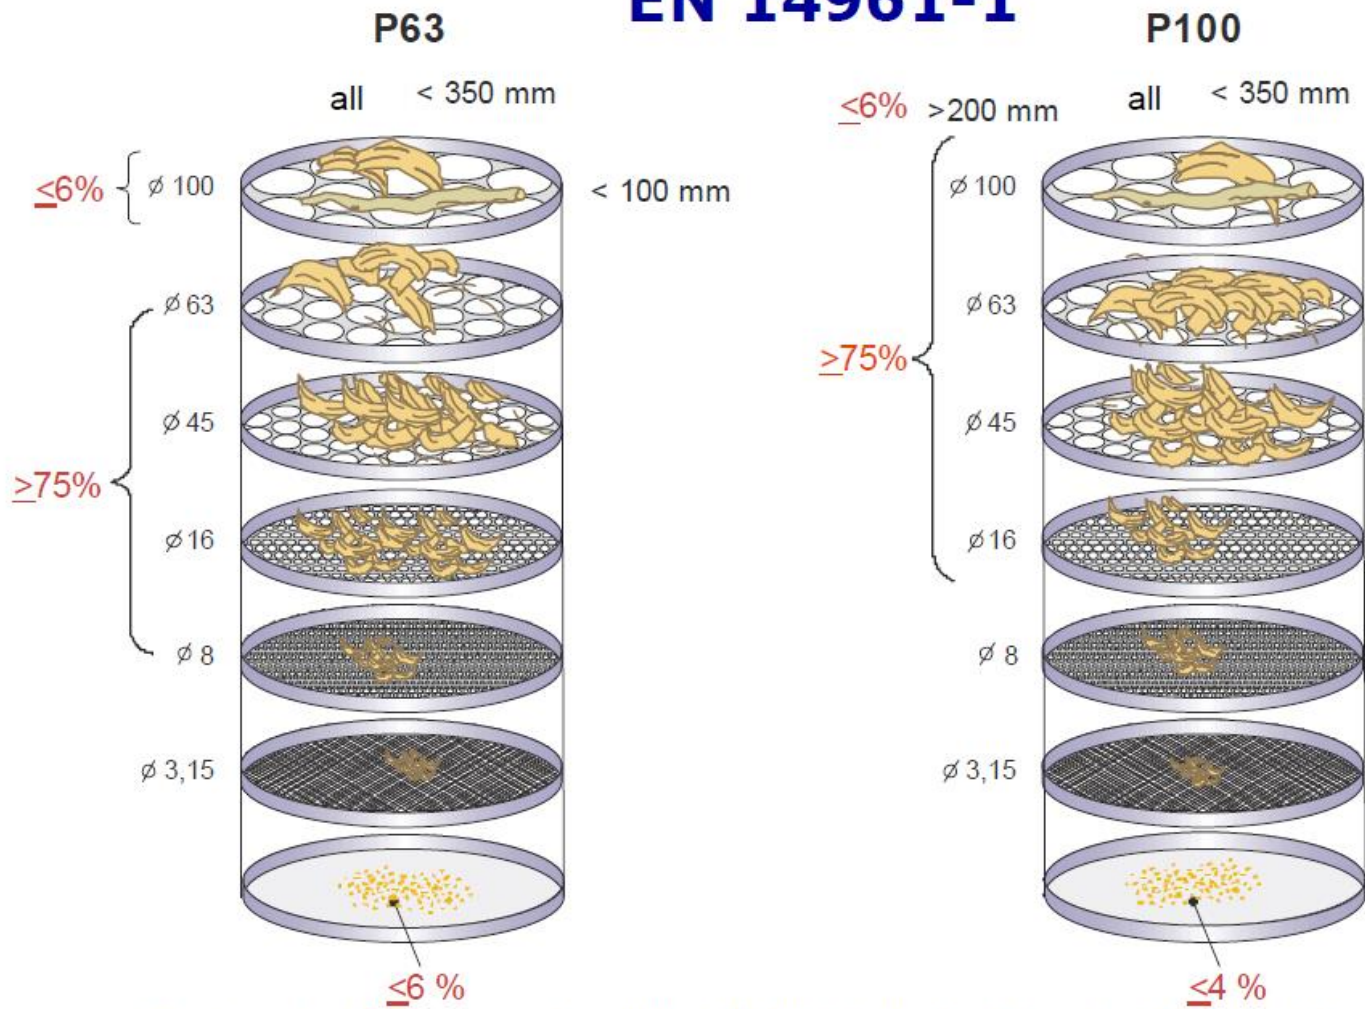 EN 14961-1
P63
all < 350 mm
≤6%
ø 100
< 100 mm
ø 63
ø 45
≥75%
ø 16
ø 8
ø 3,15
≤6 %
P100
≤6% >200 mm
all < 350 mm
ø 100
ø 63
≥75%
ø 45
ø 16
ø 8
ø 3,15
≤4 %